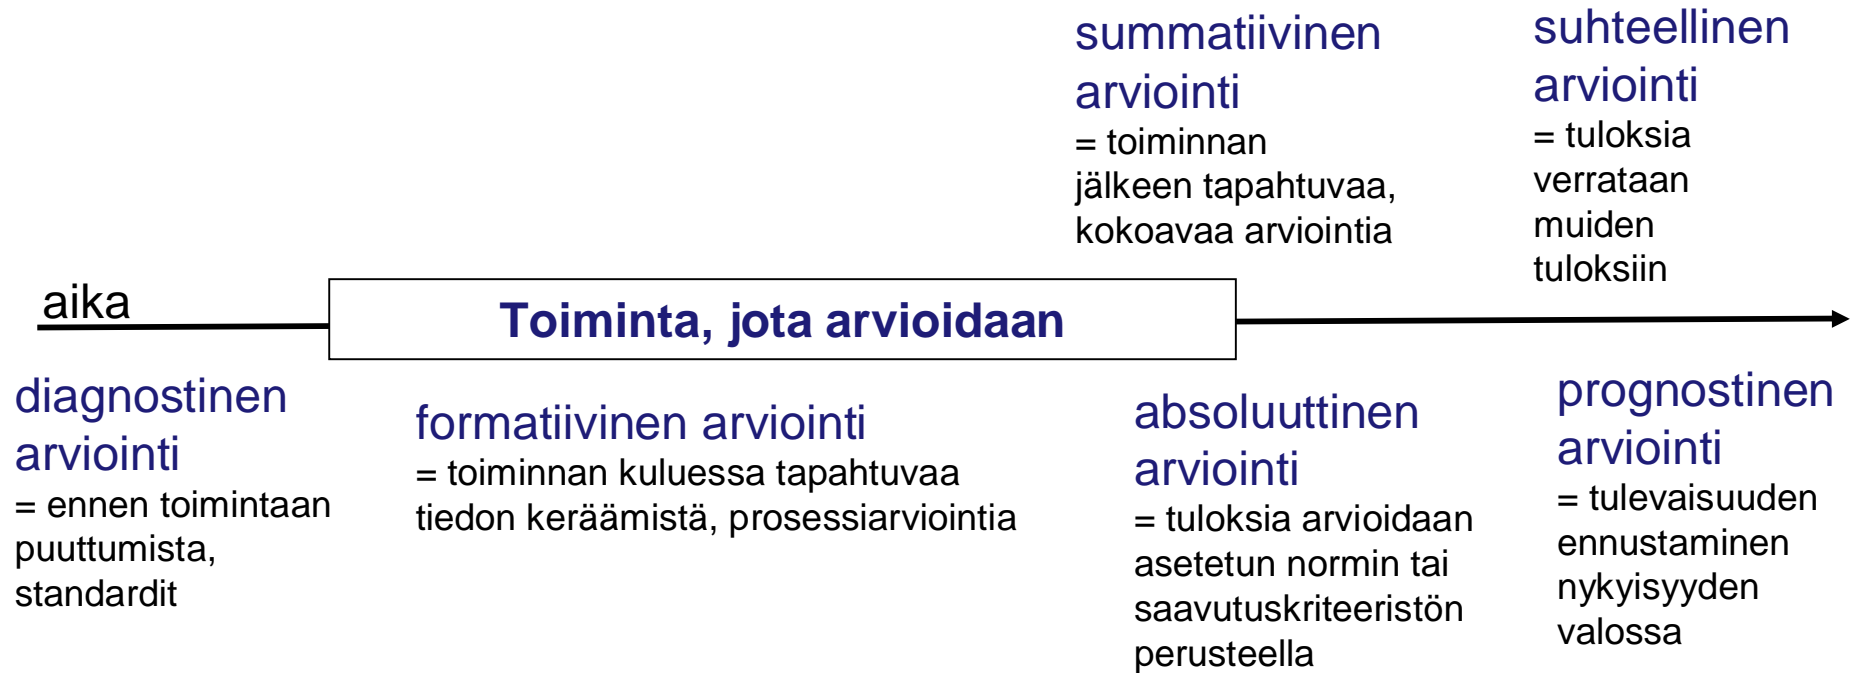 summatiivinen
arviointi
= toiminnan
jälkeen tapahtuvaa,
kokoavaa arviointia
suhteellinen
arviointi
= tuloksia
verrataan
muiden
tuloksiin
aika
Toiminta, jota arvioidaan
diagnostinen
arviointi
= ennen toimintaan
puuttumista,
standardit
formatiivinen arviointi
= toiminnan kuluessa tapahtuvaa
tiedon keräämistä, prosessiarviointia
absoluuttinen
arviointi
= tuloksia arvioidaan
asetetun normin tai
saavutuskriteeristön
perusteella
prognostinen
arviointi
= tulevaisuuden
ennustaminen
nykyisyyden
valossa